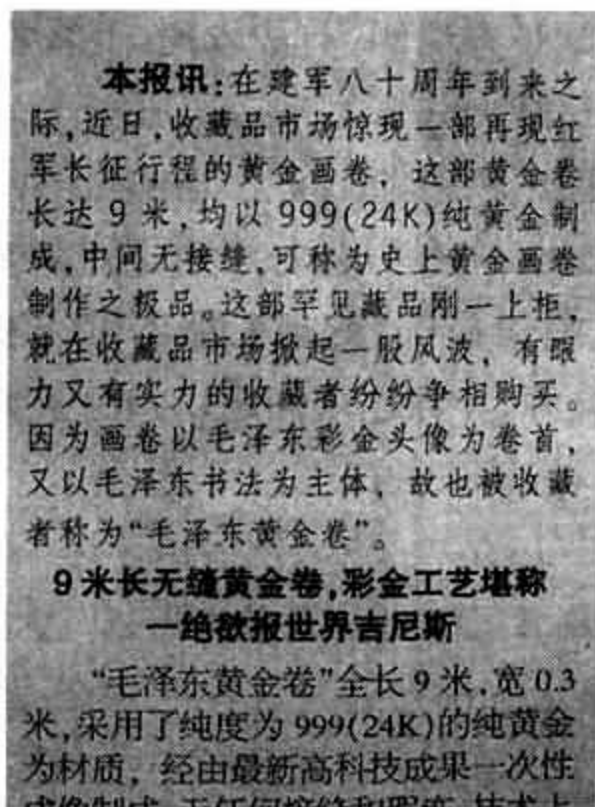 本报讯:在建军八十周年到来之
际,近日,收藏品市场惊现一部再现红
军长征行程的黄金画卷，这部黄金卷
长达9米,均以999(24K)纯黄金制
成,中间无接缝,可称为史上黄金画卷
制作之极品。这部罕见藏品刚一上柜,
就在收藏品市场掀起一股风波，有眼
力又有实力的收藏者纷纷争相购买。
因为画卷以毛泽东彩金头像为卷首,
又以毛泽东书法为主体，故也被收藏
者称为“毛泽东黄金卷”。
9米长无缝黄金卷,彩金工艺堪称
一绝欲报世界吉尼斯
“毛泽东黄金卷”全长9米,宽0.3
米,采用了纯度为999(24K)的纯黄金
为材质，经由最新高科技成果一次性